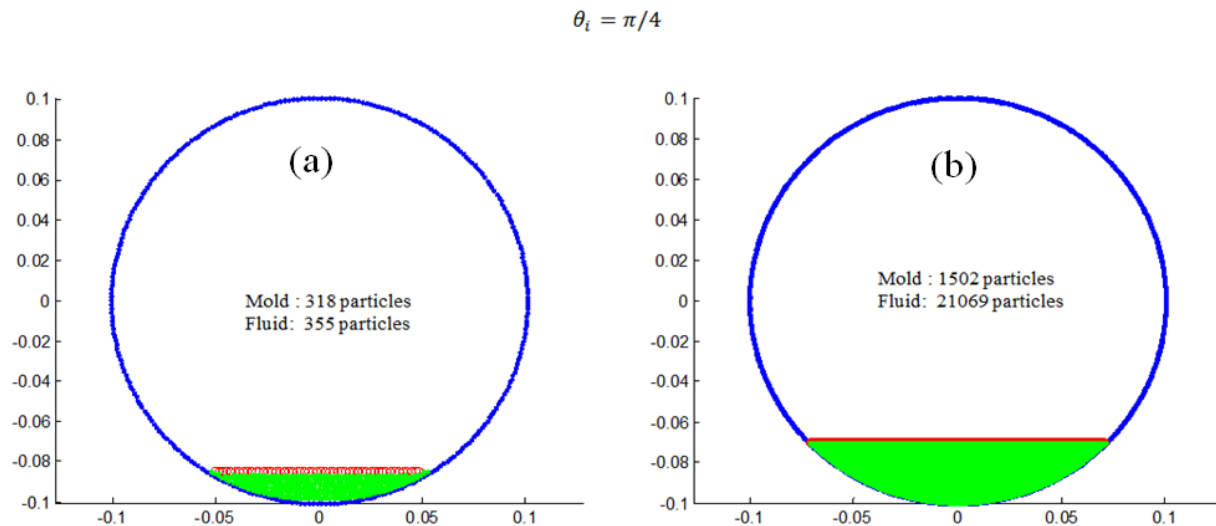 θᵢ = π/4
(a)
Mold : 318 particles
Fluid: 355 particles
0.1
0.08
0.06
0.04
0.02
0
-0.02
-0.04
-0.06
-0.08
-0.1
-0.1 -0.05 0 0.05 0.1
(b)
Mold : 1502 particles
Fluid: 21069 particles
0.1
0.08
0.06
0.04
0.02
0
-0.02
-0.04
-0.06
-0.08
-0.1
-0.1 -0.05 0 0.05 0.1